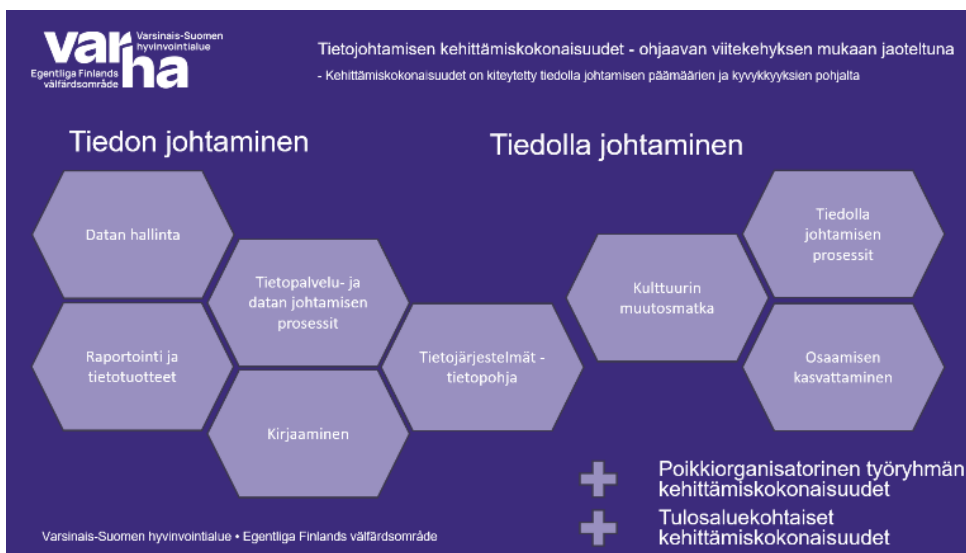 varha
Varsinais-Suomen
hyvinvointialue
Egentliga Finlands
välfärdsområde
Tietojohtamisen kehittämiskokonaisuudet - ohjaavan viitekehyksen mukaan jaoteltuna
- Kehittämiskokonaisuudet on kiteytetty tiedolla johtamisen päämäärien ja kyvykkyyksien pohjalta
Tiedon johtaminen
Datan hallinta
Tietopalvelu- ja
datan johtamisen
prosessit
Raportointi ja
tietotuotteet
Kirjaaminen
Tietojärjestelmät -
tietopohja
Tiedolla johtaminen
Kulttuurin
muutosmatka
Tiedolla
johtamisen
prosessit
Osaamisen
kasvattaminen
Poikkiorganisatorinen työryhmän
kehittämiskokonaisuudet
Tulosaluekohtaiset
kehittämiskokonaisuudet
Varsinais-Suomen hyvinvointialue • Egentliga Finlands välfärdsområde